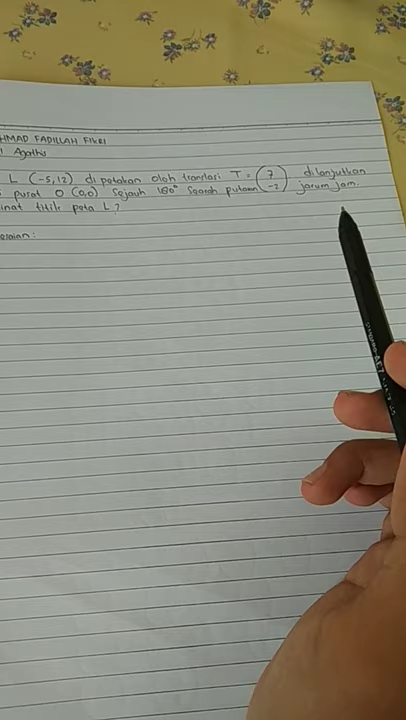 HMAD FADILLAH FIKRI
Agathis
L (-5,12) di petakan oleh translasi T = (7 -2) dilanjutkan
pusat O (0,0) sejauh 180° searah putaran jarum jam.
inat titik peta L?
esaian :